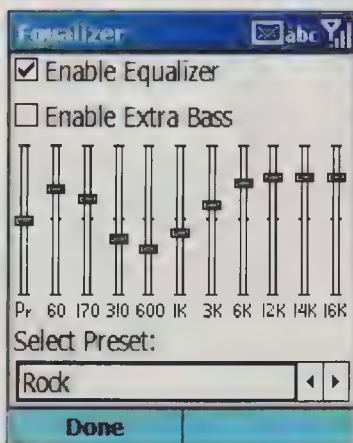 Equalizer abc
Enable Equalizer
Enable Extra Bass
Pr 60 170 310 600 1K 3K 6K 12K 14K 16K
Select Preset:
Rock
Done